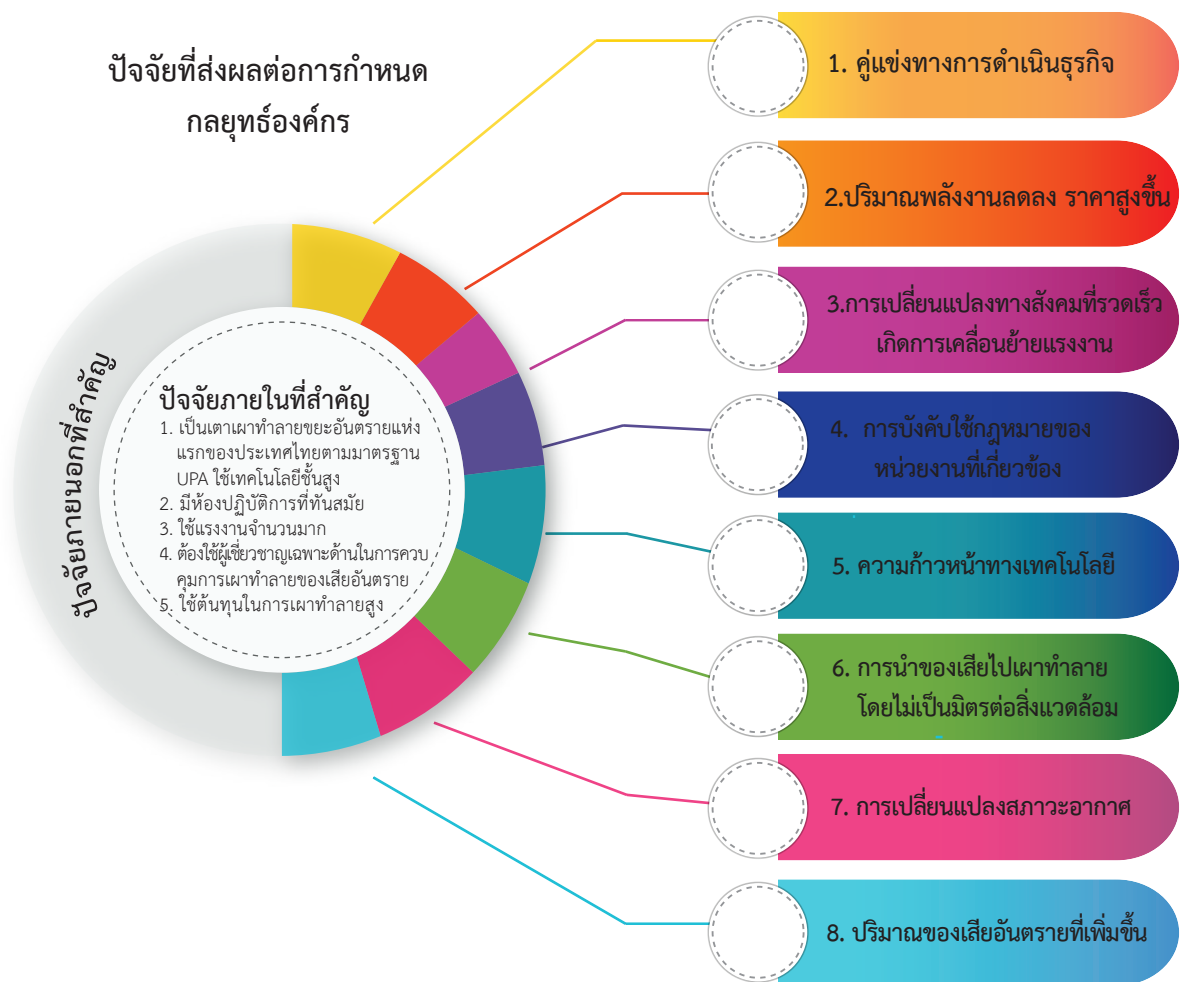 ปัจจัยที่ส่งผลต่อการกำหนด
กลยุทธ์องค์กร
ปัจจัยภายนอกที่สำคัญ
ปัจจัยภายในที่สำคัญ
1. เป็นเตาเผาทำลายขยะอันตรายแห่ง
แรกของประเทศไทยตามมาตรฐาน
UPA ใช้เทคโนโลยีชั้นสูง
2. มีห้องปฏิบัติการที่ทันสมัย
3. ใช้แรงงานจำนวนมาก
4. ต้องใช้ผู้เชี่ยวชาญเฉพาะด้านในการควบ
คุมการเผาทำลายของเสียอันตราย
5. ใช้ต้นทุนในการเผาทำลายสูง
1. คู่แข่งทางการดำเนินธุรกิจ
2.ปริมาณพลังงานลดลง ราคาสูงขึ้น
3.การเปลี่ยนแปลงทางสังคมที่รวดเร็ว
เกิดการเคลื่อนย้ายแรงงาน
4. การบังคับใช้กฎหมายของ
หน่วยงานที่เกี่ยวข้อง
5. ความก้าวหน้าทางเทคโนโลยี
6. การนำของเสียไปเผาทำลาย
โดยไม่เป็นมิตรต่อสิ่งแวดล้อม
7. การเปลี่ยนแปลงสภาวะอากาศ
8. ปริมาณของเสียอันตรายที่เพิ่มขึ้น